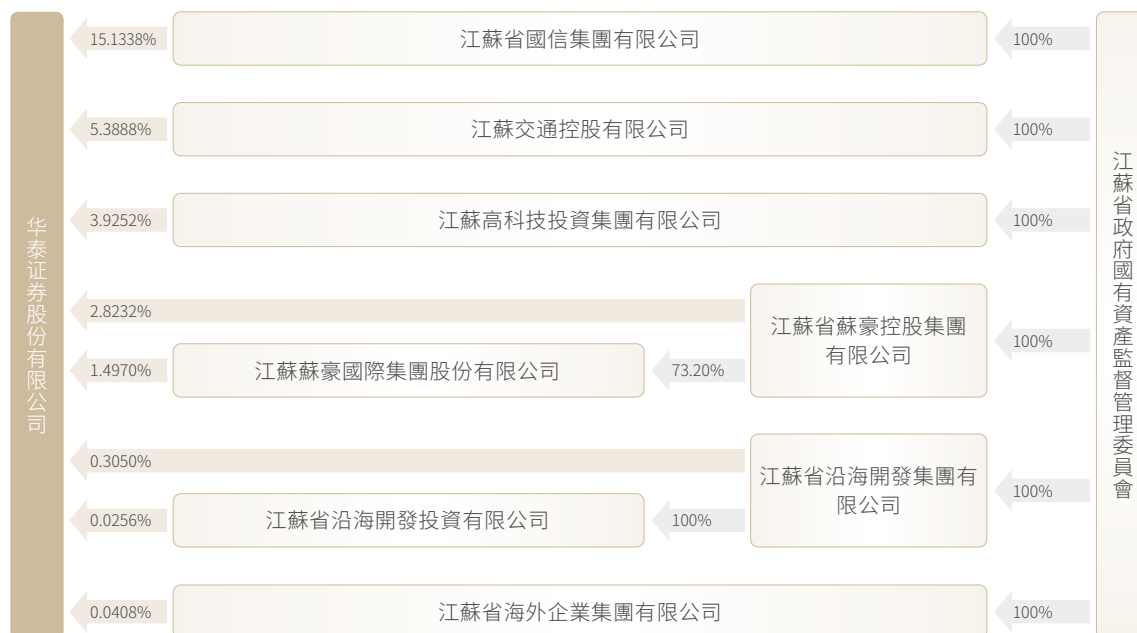 华泰证券股份有限公司
15.1338%
江蘇省國信集團有限公司
100%
5.3888%
江蘇交通控股有限公司
100%
3.9252%
江蘇高科技投資集團有限公司
100%
2.8232%
江蘇省蘇豪控股集團
有限公司
100%
1.4970%
江蘇蘇豪國際集團股份有限公司
73.20%
0.3050%
江蘇省沿海開發集團有
限公司
100%
0.0256%
江蘇省沿海開發投資有限公司
100%
0.0408%
江蘇省海外企業集團有限公司
100%
江蘇省政府國有資產監督管理委員會